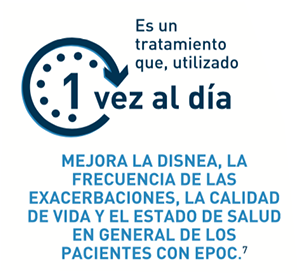 Es un
tratamiento
que, utilizado
1 vez al día
MEJORA LA DISNEA, LA
FRECUENCIA DE LAS
EXACERBACIONES, LA CALIDAD
DE VIDA Y EL ESTADO DE SALUD
EN GENERAL DE LOS
PACIENTES CON EPOC.⁷